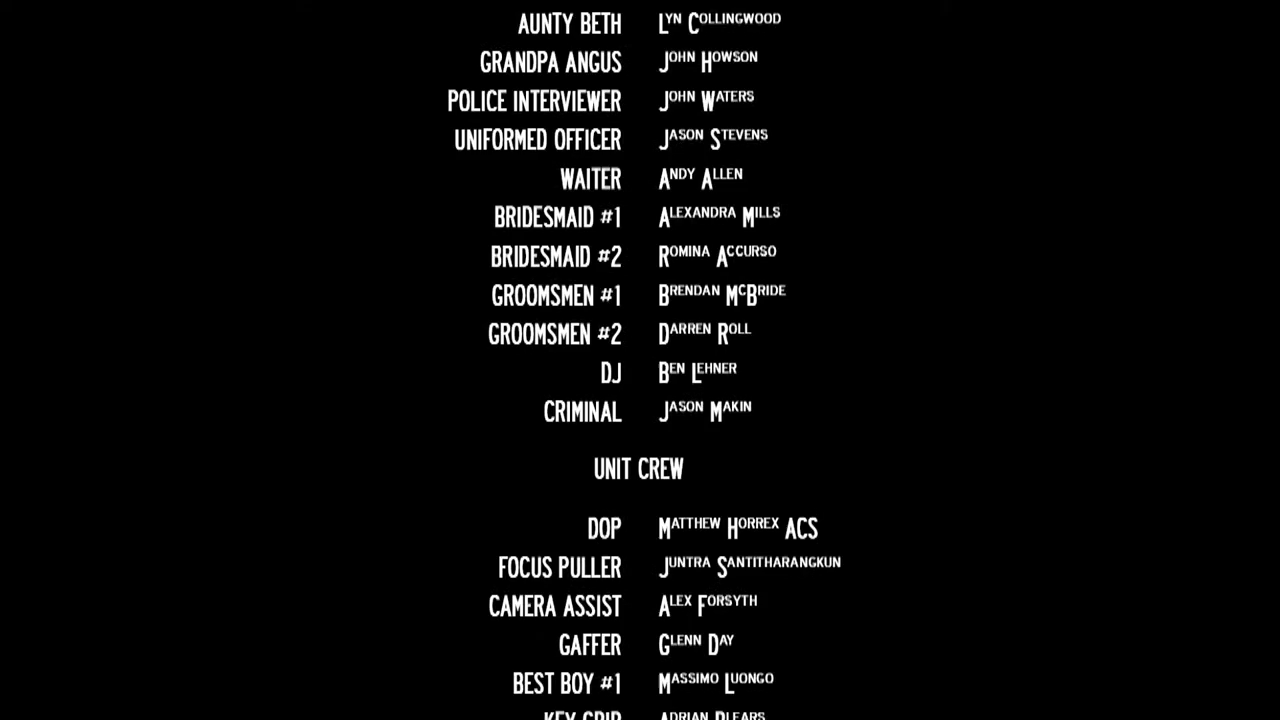 AUNTY BETH Lyn Collingwood
GRANDPA ANGUS John Howson
POLICE INTERVIEWER John Waters
UNIFORMED OFFICER Jason Stevens
WAITER Andy Allen
BRIDESMAID #1 Alexandra Mills
BRIDESMAID #2 Romina Accurso
GROOMSMEN #1 Brendan McBride
GROOMSMEN #2 Darren Roll
DJ Ben Lehner
CRIMINAL Jason Makin
UNIT CREW
DOP Matthew Horrex ACS
FOCUS PULLER Juntra Santitharangkun
CAMERA ASSIST Alex Forsyth
GAFFER Glenn Day
BEST BOY #1 Massimo Luongo
KEY GRIP Adrian